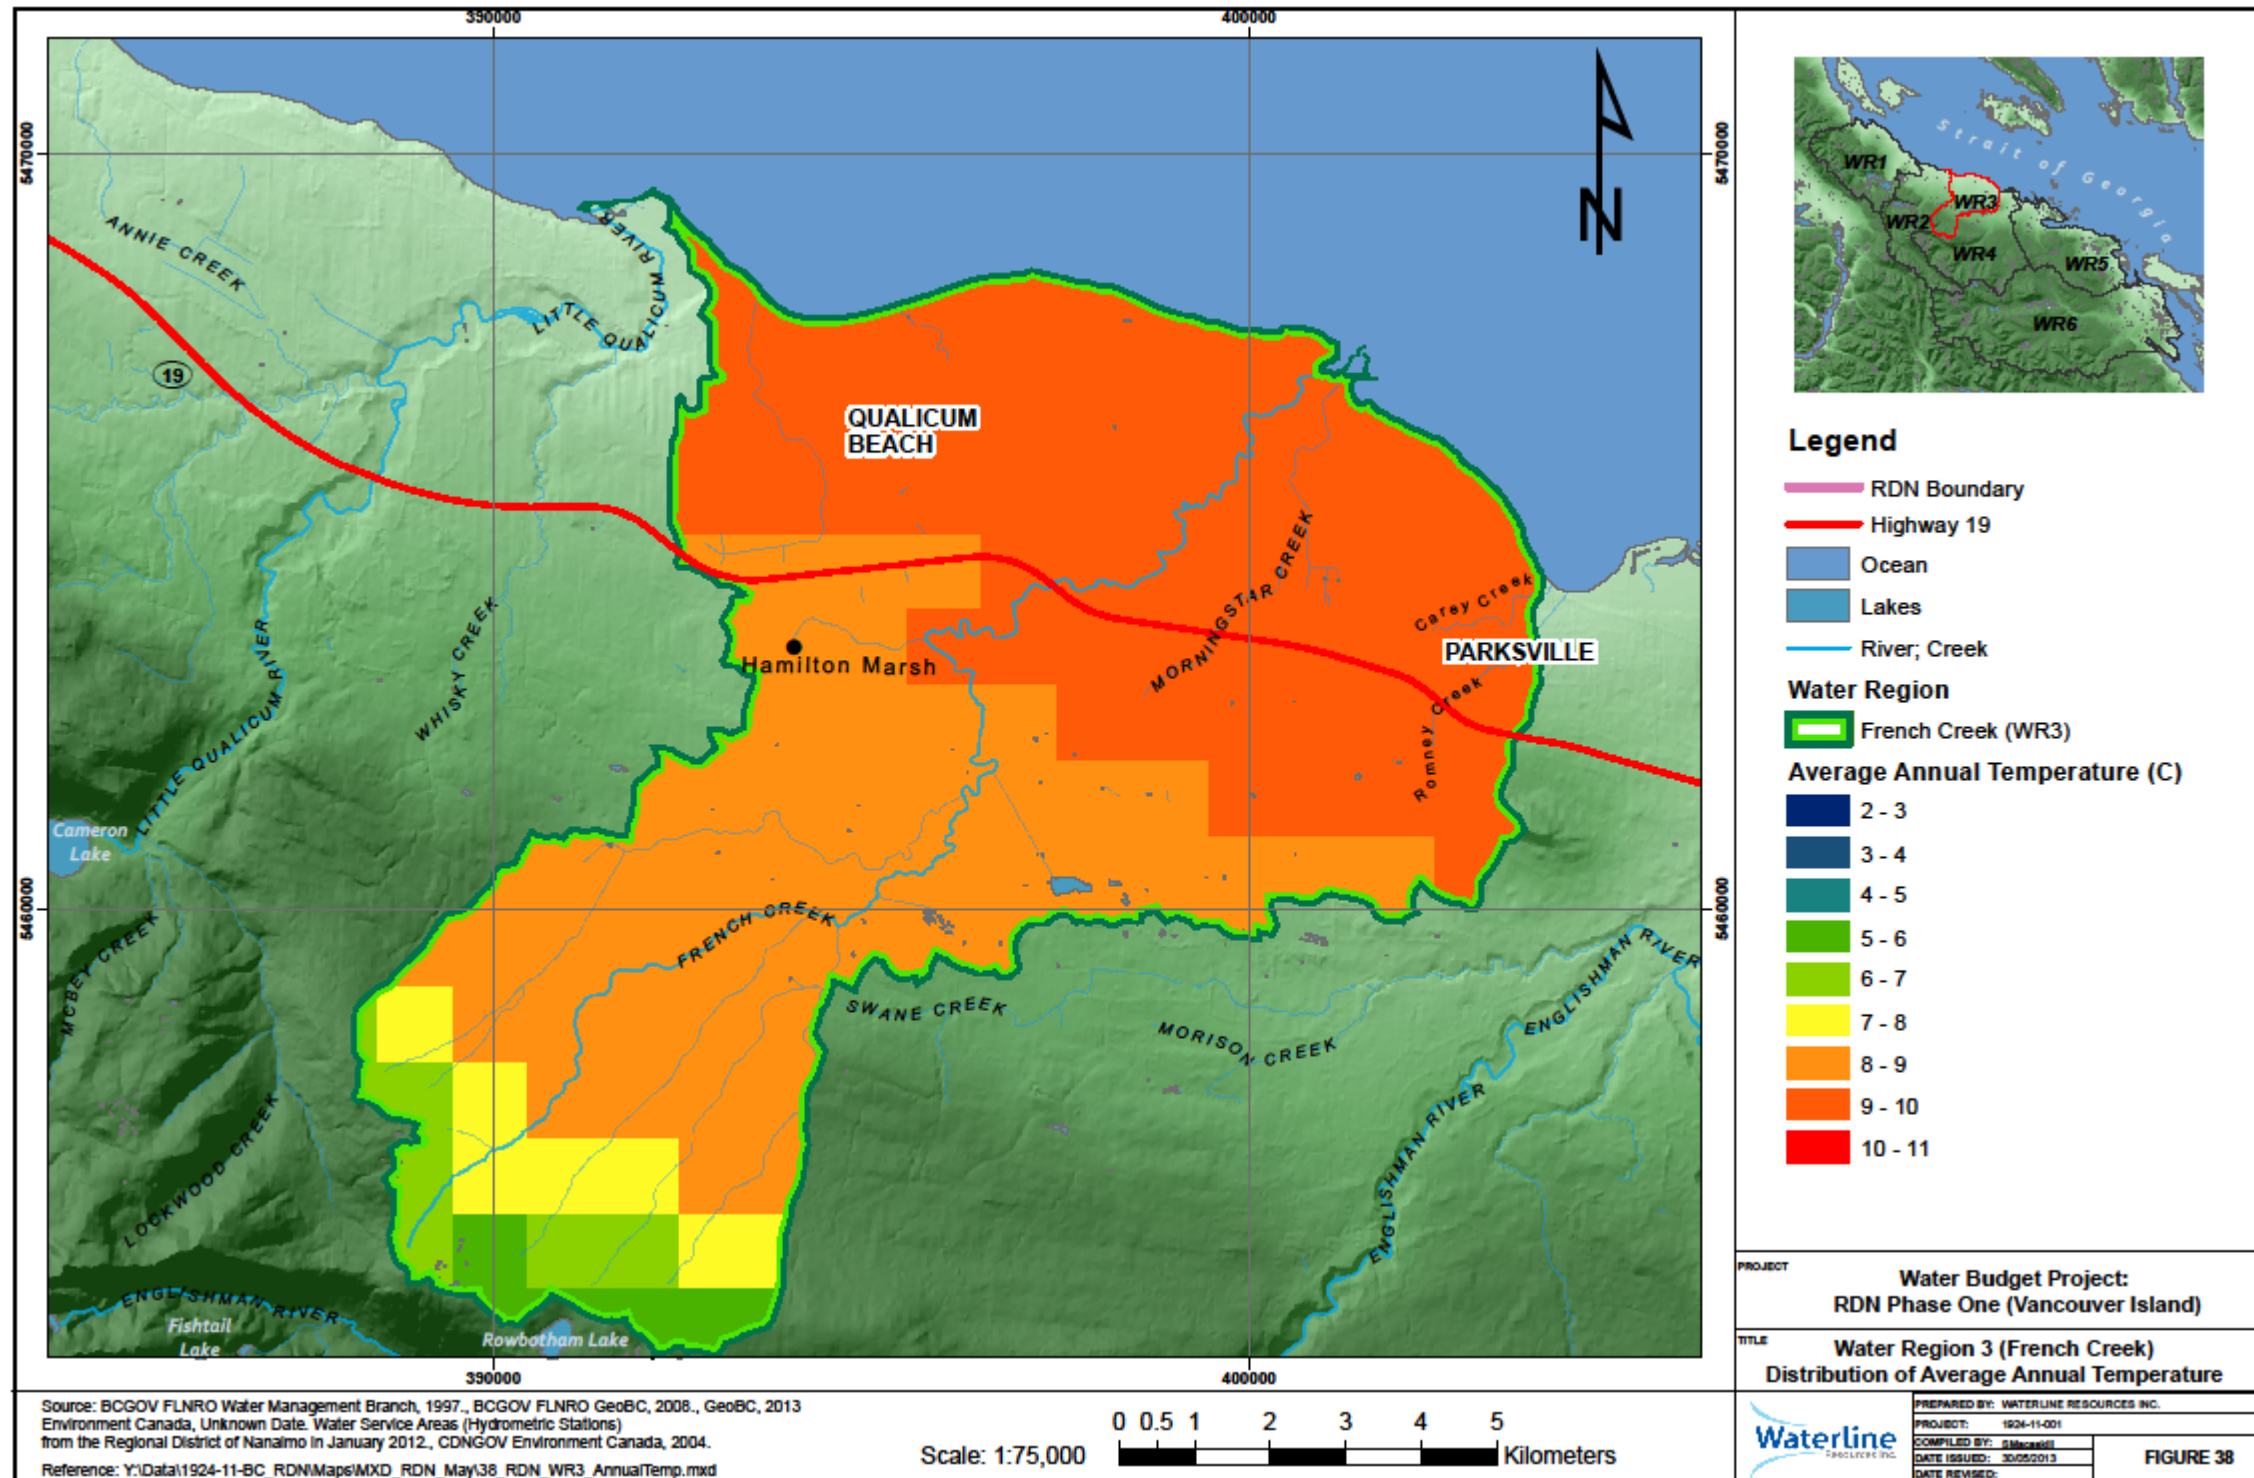 390000
400000
5470000
5470000
ANNIE CREEK
LITTLE QUALICUM RIVER
19
QUALICUM
BEACH
N
WHISKY CREEK
LITTLE QUALICUM RIVER
Hamilton Marsh
MORNINGSTAR CREEK
Carey Creek
PARKSVILLE
Romney Creek
Cameron
Lake
5460000
5460000
MCBEY CREEK
FRENCH CREEK
SWANE CREEK
MORISON CREEK
ENGLISHMAN RIVER
ENGLISHMAN RIVER
LOCKWOOD CREEK
ENGLISHMAN RIVER
Fishtail
Lake
Rowbotham Lake
390000
400000
Strait of Georgia
WR1
WR2
WR3
WR4
WR5
WR6
Legend
RDN Boundary
Highway 19
Ocean
Lakes
River; Creek
Water Region
French Creek (WR3)
Average Annual Temperature (C)
2 - 3
3 - 4
4 - 5
5 - 6
6 - 7
7 - 8
8 - 9
9 - 10
10 - 11
PROJECT
Water Budget Project:
RDN Phase One (Vancouver Island)
TITLE
Water Region 3 (French Creek)
Distribution of Average Annual Temperature
Source: BCGOV FLNRO Water Management Branch, 1997., BCGOV FLNRO GeoBC, 2008., GeoBC, 2013
Environment Canada, Unknown Date. Water Service Areas (Hydrometric Stations)
from the Regional District of Nanaimo in January 2012., CDNGOV Environment Canada, 2004.
Reference: Y:\Data\1924-11-BC_RDN\Maps\MXD_RDN_May\38_RDN_WR3_AnnualTemp.mxd
Scale: 1:75,000
0 0.5 1 2 3 4 5
Kilometers
Waterline
Resources Inc.
PREPARED BY: WATERLINE RESOURCES INC.
PROJECT: 1924-11-001
COMPILED BY:
DATE ISSUED: 30/05/2013
DATE REVISED:
FIGURE 38